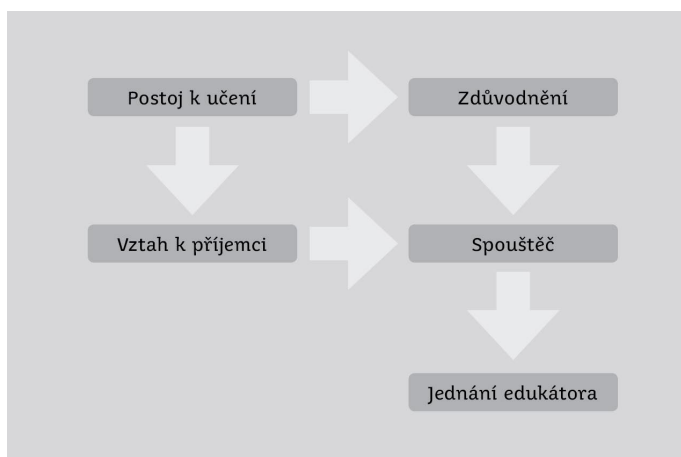 Postoj k učení
Zdůvodnění
Vztah k příjemci
Spouštěč
Jednání edukátora